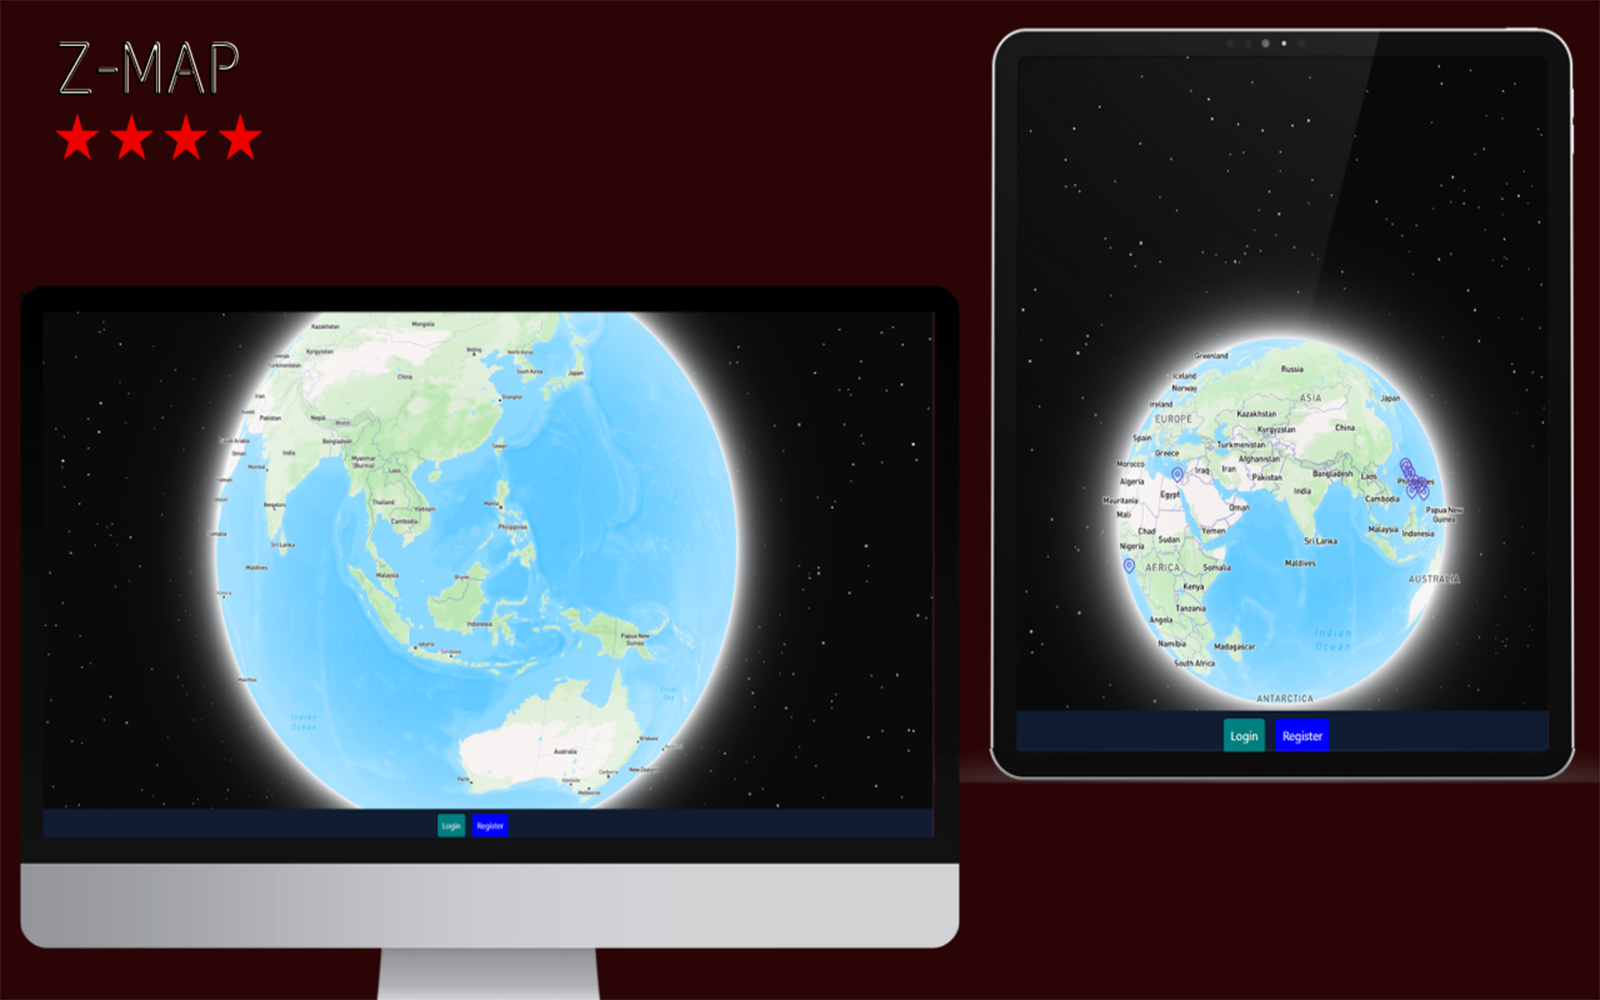 Z-MAP
Kazakhstan
Mongolia
Kyrgyzstan
Beijing
North Korea
South Korea
Japan
China
Iran
Pakistan
Nepal
Bhutan
Shanghai
Oman
India
Bangladesh
Taiwan
Mumbai
Myanmar
(Burma)
Laos
Thailand
Vietnam
Manila
Bengaluru
Cambodia
Philippines
Sri Lanka
Maldives
Malaysia
Brunei
Indonesia
Papua New
Guinea
Jakarta
Surabaya
Mauritius
Coral
Sea
Indian
Ocean
Brisbane
Australia
Perth
Canberra
New Zealand
Adelaide
Melbourne
Login
Register
Greenland
Russia
Iceland
Norway
ASIA
Japan
Ireland
EUROPE
Kazakhstan
Kyrgyzstan
China
Spain
Turkmenistan
Greece
Afghanistan
Morocco
Iraq
Iran
Pakistan
Bangladesh
Laos
Algeria
Philippines
Egypt
India
Cambodia
Mauritania
Oman
Papua New
Guinea
Mali
Chad
Yemen
Malaysia
Indonesia
Sudan
Sri Lanka
Nigeria
AFRICA
Somalia
Maldives
AUSTRALIA
Kenya
Tanzania
Angola
Indian
Ocean
Namibia
Madagascar
South Africa
ANTARCTICA
Login
Register